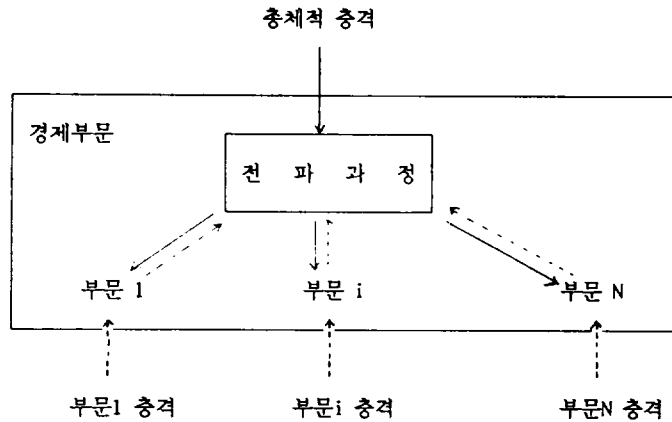 총체적 충격
경제부문
전 파 과 정
부문 1 부문 i 부문 N
부문1 충격 부문i 충격 부문N 충격